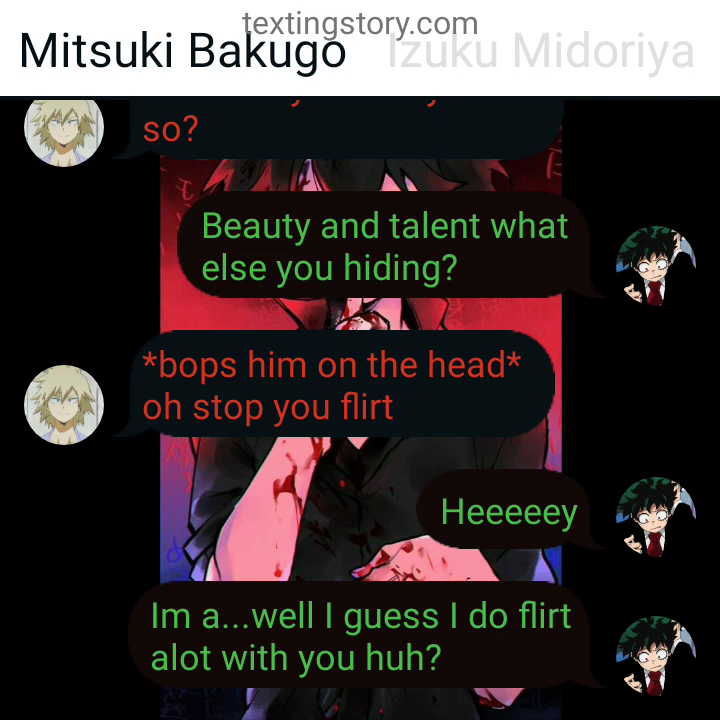 textingstory.com
Mitsuki Bakugo Izuku Midoriya
so?
Beauty and talent what
else you hiding?
*bops him on the head*
oh stop you flirt
Heeeeey
Im a...well I guess I do flirt
alot with you huh?